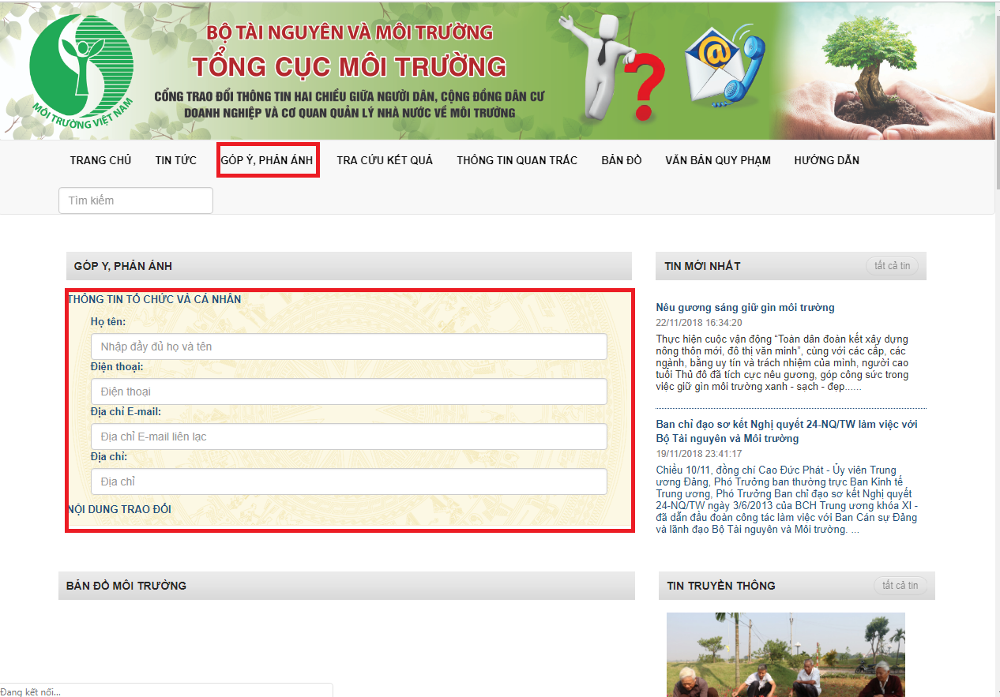 BỘ TÀI NGUYÊN VÀ MÔI TRƯỜNG
TỔNG CỤC MÔI TRƯỜNG
CỔNG TRAO ĐỔI THÔNG TIN HAI CHIỀU GIỮA NGƯỜI DÂN, CỘNG ĐỒNG DÂN CƯ
DOANH NGHIỆP VÀ CƠ QUAN QUẢN LÝ NHÀ NƯỚC VỀ MÔI TRƯỜNG
MÔI TRƯỜNG VIỆT NAM
?
@
TRANG CHỦ TIN TỨC GÓP Ý, PHẢN ÁNH TRA CỨU KẾT QUẢ THÔNG TIN QUAN TRẮC BẢN ĐỒ VĂN BẢN QUY PHẠM HƯỚNG DẪN
Tìm kiếm
GÓP Ý, PHẢN ÁNH
THÔNG TIN TỔ CHỨC VÀ CÁ NHÂN
Họ tên:
Nhập đầy đủ họ và tên
Điện thoại:
Điện thoại
Địa chỉ E-mail:
Địa chỉ E-mail liên lạc
Địa chỉ:
Địa chỉ
NỘI DUNG TRAO ĐỔI
TIN MỚI NHẤT tất cả tin
Nêu gương sáng giữ gìn môi trường
22/11/2018 16:34:20
Thực hiện cuộc vận động “Toàn dân đoàn kết xây dựng
nông thôn mới, đô thị văn minh”, cùng với các cấp, các
ngành, bằng uy tín và trách nhiệm của mình, người cao
tuổi Thủ đô đã tích cực nêu gương, góp công sức trong
việc giữ gìn môi trường xanh - sạch - đẹp......
Ban chỉ đạo sơ kết Nghị quyết 24-NQ/TW làm việc với
Bộ Tài nguyên và Môi trường
19/11/2018 23:41:17
Chiều 10/11, đồng chí Cao Đức Phát - Ủy viên Trung
ương Đảng, Phó Trưởng ban thường trực Ban Kinh tế
Trung ương, Phó Trưởng Ban chỉ đạo sơ kết Nghị quyết
24-NQ/TW ngày 3/6/2013 của BCH Trung ương khóa XI -
đã dẫn đầu đoàn công tác làm việc với Ban Cán sự Đảng
và lãnh đạo Bộ Tài nguyên và Môi trường. ...
BẢN ĐỒ MÔI TRƯỜNG
TIN TRUYỀN THÔNG tất cả tin
Đang kết nối...